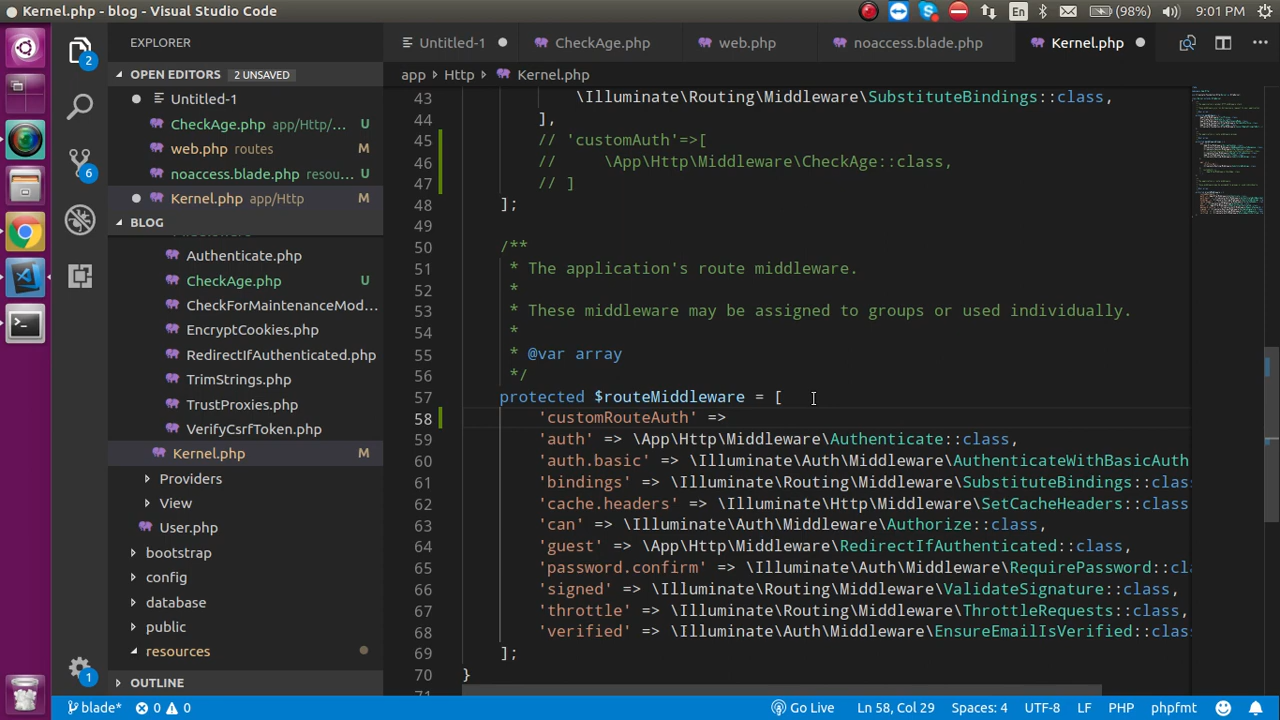 Kernel.php - blog - Visual Studio Code
En
(98%)
9:01 PM
EXPLORER
Untitled-1
CheckAge.php
web.php
noaccess.blade.php
Kernel.php
2
OPEN EDITORS 2 UNSAVED
app > Http > Kernel.php
Untitled-1
CheckAge.php app/Http/... U
web.php routes M
noaccess.blade.php resou... U
Kernel.php app/Http M
6
BLOG
Authenticate.php
CheckAge.php U
CheckForMaintenanceMod...
EncryptCookies.php
RedirectIfAuthenticated.php
TrimStrings.php
TrustProxies.php
VerifyCsrfToken.php
Kernel.php M
Providers
View
User.php
bootstrap
config
database
public
resources
OUTLINE
1
43 \Illuminate\Routing\Middleware\SubstituteBindings::class,
44 ],
45 // 'customAuth'=>[
46 // \App\Http\Middleware\CheckAge::class,
47 // ]
48 ];
49
50 /**
51 * The application's route middleware.
52 *
53 * These middleware may be assigned to groups or used individually.
54 *
55 * @var array
56 */
57 protected $routeMiddleware = [
58 'customRouteAuth' =>
59 'auth' => \App\Http\Middleware\Authenticate::class,
60 'auth.basic' => \Illuminate\Auth\Middleware\AuthenticateWithBasicAuth
61 'bindings' => \Illuminate\Routing\Middleware\SubstituteBindings::clas
62 'cache.headers' => \Illuminate\Http\Middleware\SetCacheHeaders::class
63 'can' => \Illuminate\Auth\Middleware\Authorize::class,
64 'guest' => \App\Http\Middleware\RedirectIfAuthenticated::class,
65 'password.confirm' => \Illuminate\Auth\Middleware\RequirePassword::cla
66 'signed' => \Illuminate\Routing\Middleware\ValidateSignature::class,
67 'throttle' => \Illuminate\Routing\Middleware\ThrottleRequests::class,
68 'verified' => \Illuminate\Auth\Middleware\EnsureEmailIsVerified::class
69 ];
70 }
blade* 0 0 Go Live Ln 58, Col 29 Spaces: 4 UTF-8 LF PHP phpfmt